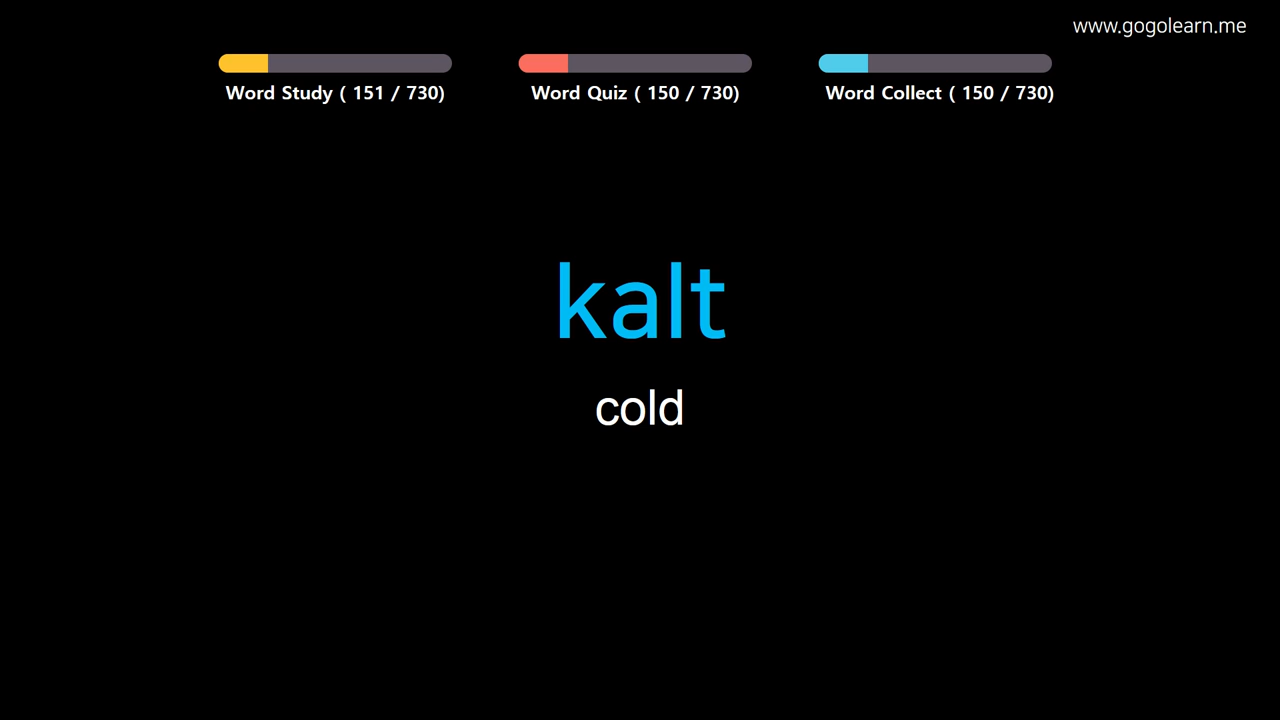 www.gogolearn.me
Word Study ( 151 / 730)
Word Quiz ( 150 / 730)
Word Collect ( 150 / 730)
kalt
cold